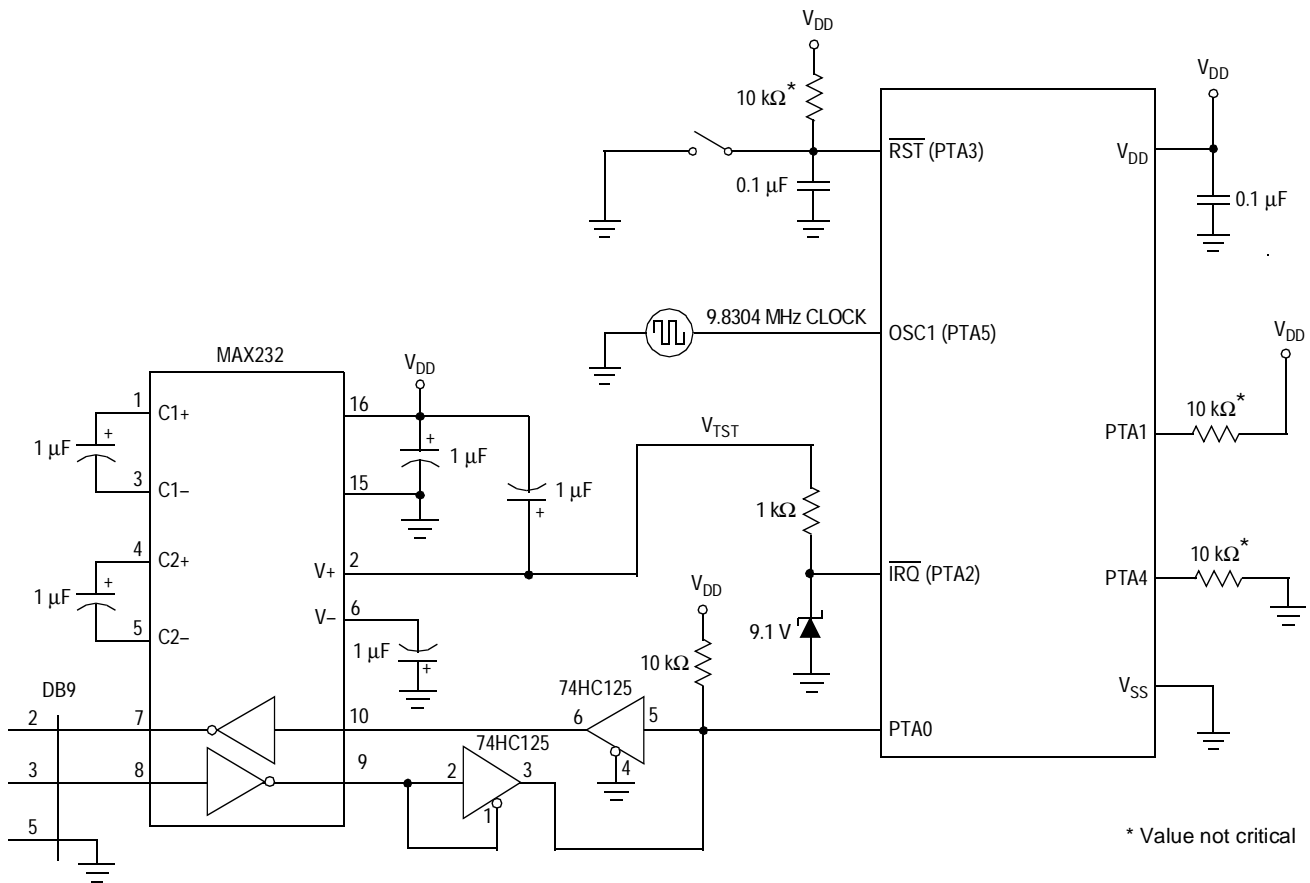 VDD
10 kΩ*
RST (PTA3)
0.1 µF
VDD
VDD
0.1 µF
9.8304 MHz CLOCK
OSC1 (PTA5)
VDD
10 kΩ*
PTA1
MAX232
VDD
1
C1+
16
1 µF
+
+
1 µF
+
1 µF
3
C1–
15
VTST
1 kΩ
4
C2+
V+
2
IRQ (PTA2)
10 kΩ*
PTA4
1 µF
+
5
C2–
V–
6
1 µF
+
VDD
10 kΩ
9.1 V
DB9
74HC125
VSS
2
7
10
6
5
4
PTA0
74HC125
3
8
9
2
3
1
5
* Value not critical